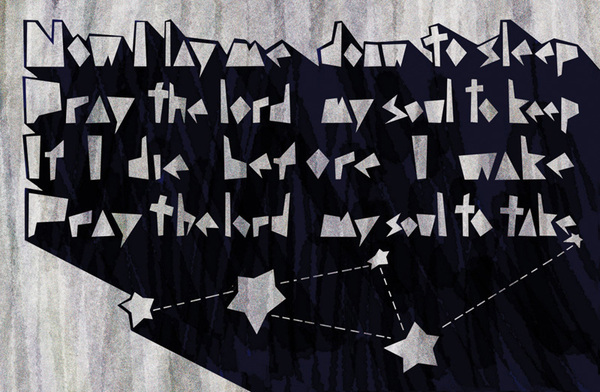 Now I lay me down to sleep
Pray the lord my soul to keep
If I die before I wake
Pray the lord my soul to take